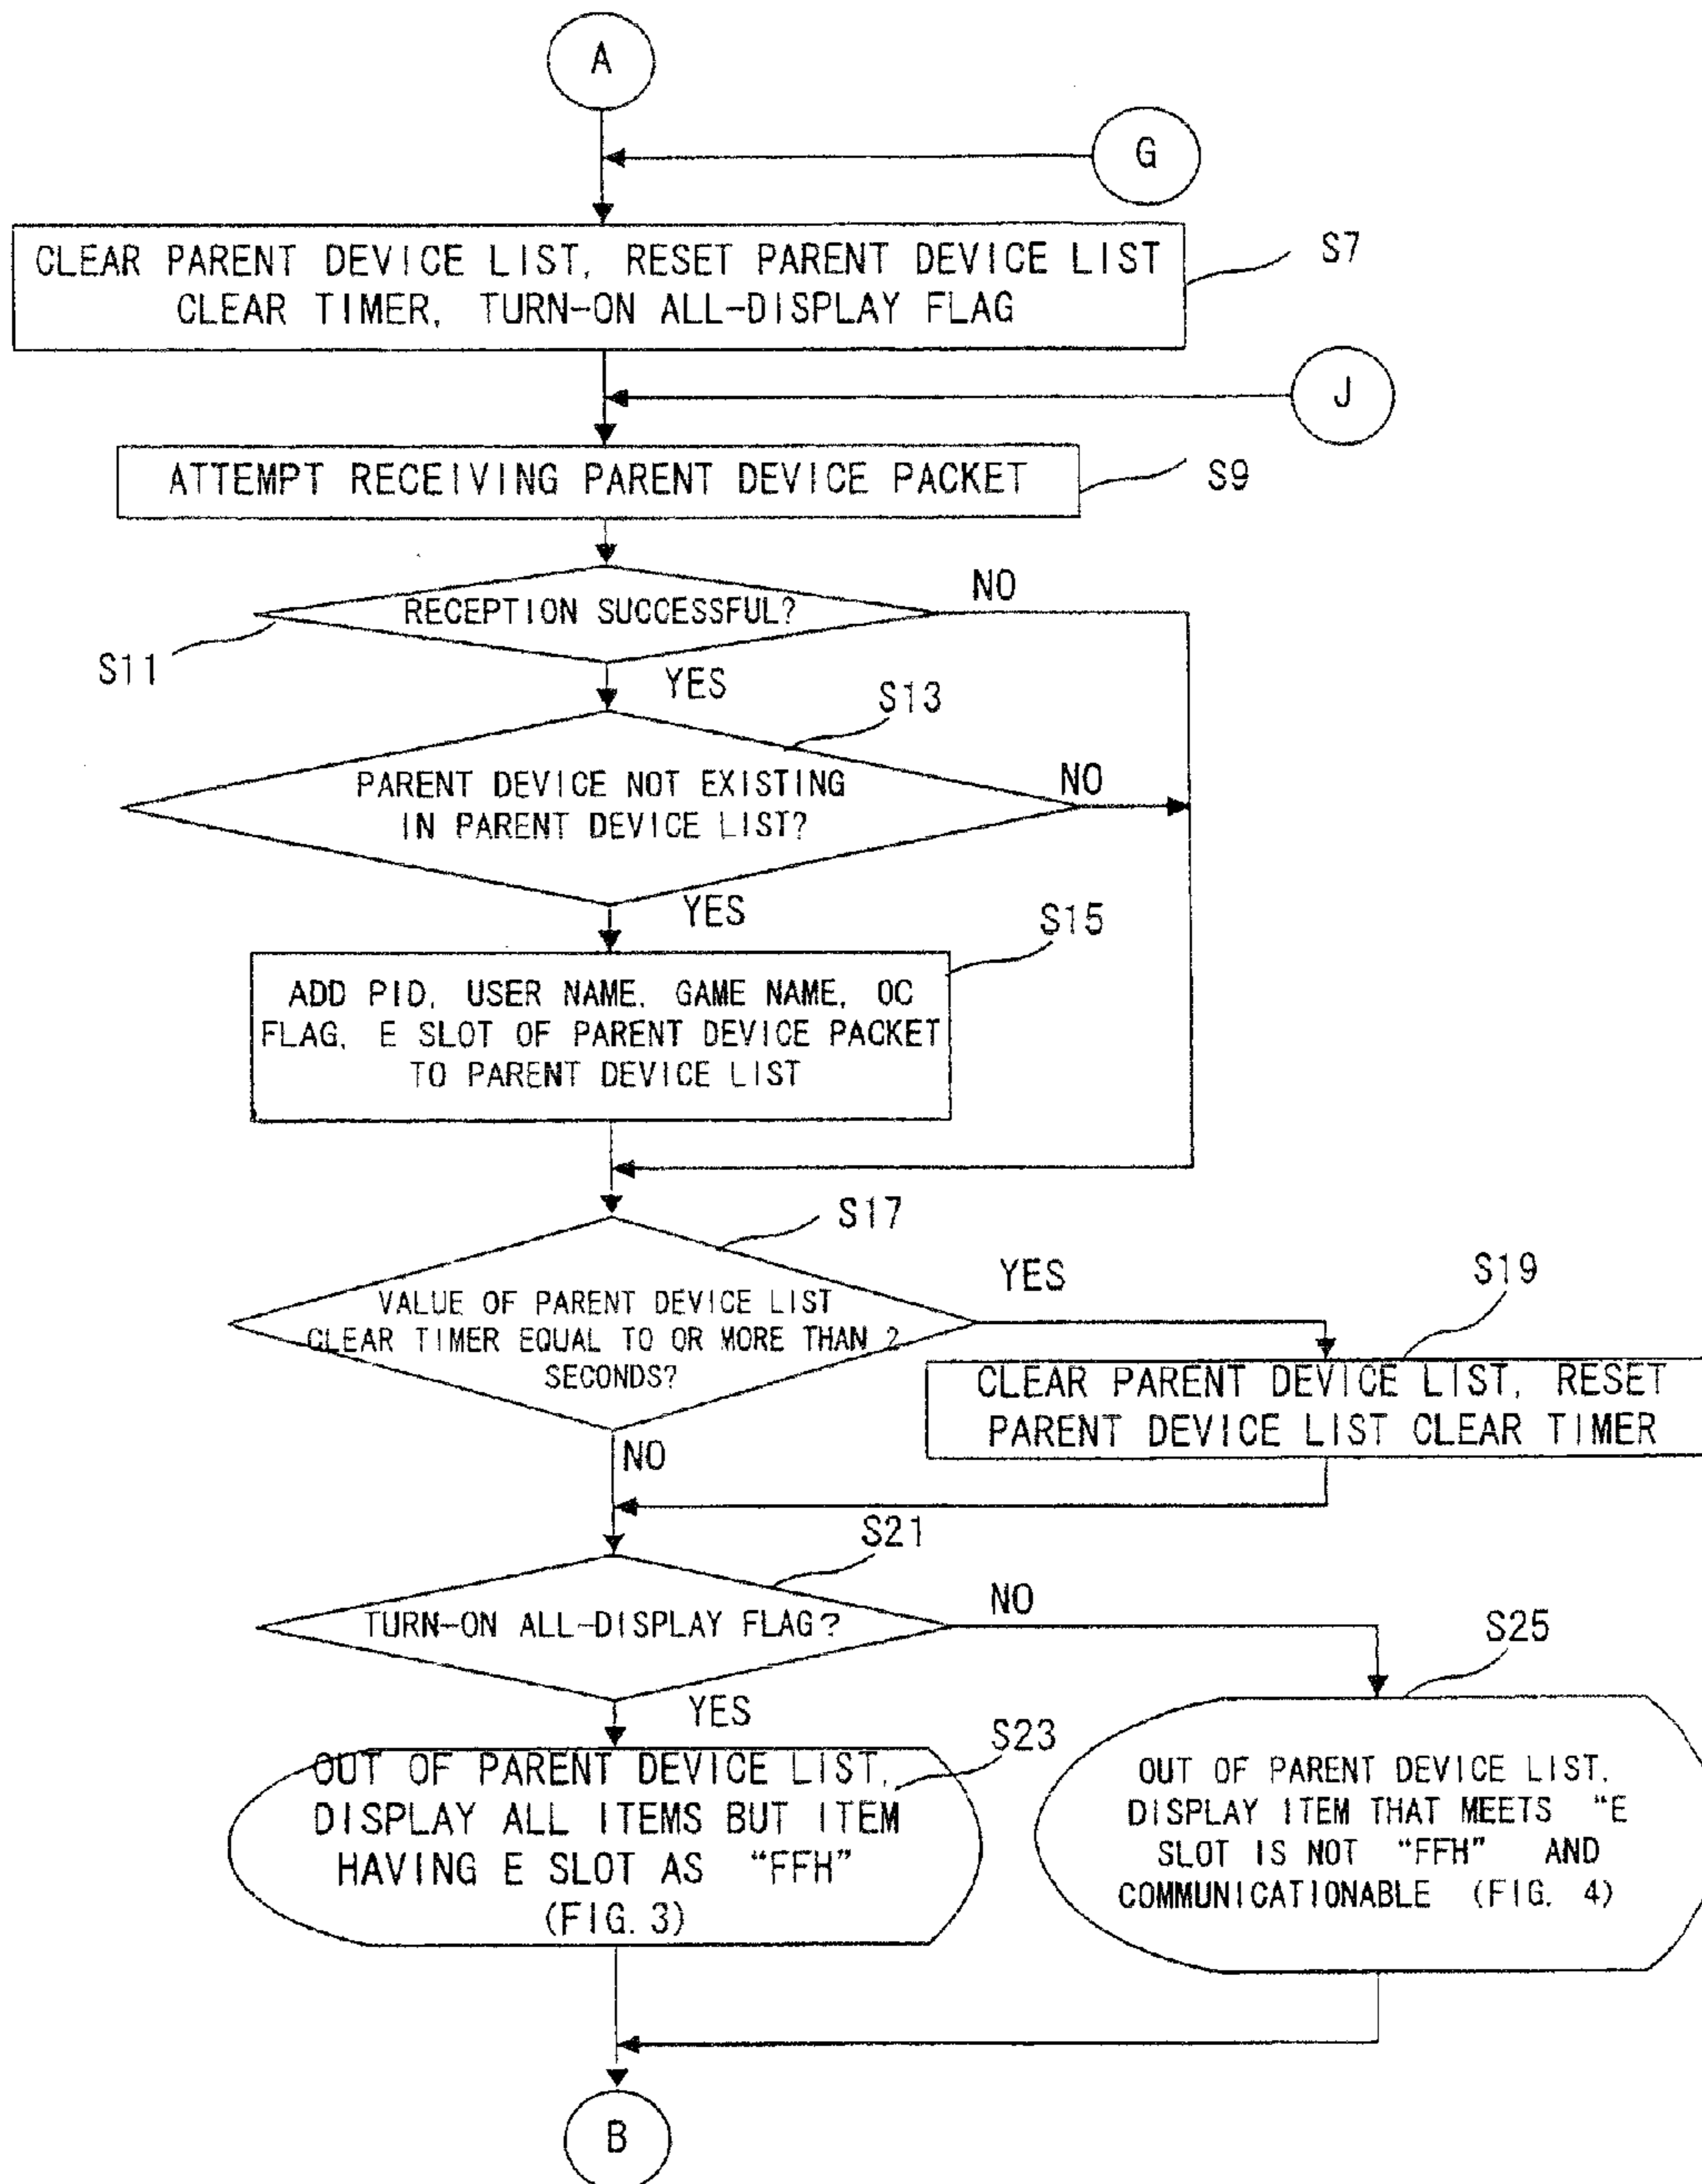 A
G
CLEAR PARENT DEVICE LIST, RESET PARENT DEVICE LIST
CLEAR TIMER, TURN-ON ALL-DISPLAY FLAG
S7
J
ATTEMPT RECEIVING PARENT DEVICE PACKET
S9
RECEPTION SUCCESSFUL?
NO
S11
YES
S13
PARENT DEVICE NOT EXISTING
IN PARENT DEVICE LIST?
NO
YES
S15
ADD PID, USER NAME, GAME NAME, OC
FLAG, E SLOT OF PARENT DEVICE PACKET
TO PARENT DEVICE LIST
S17
VALUE OF PARENT DEVICE LIST
CLEAR TIMER EQUAL TO OR MORE THAN 2
SECONDS?
YES
S19
CLEAR PARENT DEVICE LIST, RESET
PARENT DEVICE LIST CLEAR TIMER
NO
S21
TURN-ON ALL-DISPLAY FLAG?
NO
YES
S23
OUT OF PARENT DEVICE LIST,
DISPLAY ALL ITEMS BUT ITEM
HAVING E SLOT AS “FFH”
(FIG. 3)
S25
OUT OF PARENT DEVICE LIST,
DISPLAY ITEM THAT MEETS “E
SLOT IS NOT “FFH” AND
COMMUNICATIONABLE (FIG. 4)
B